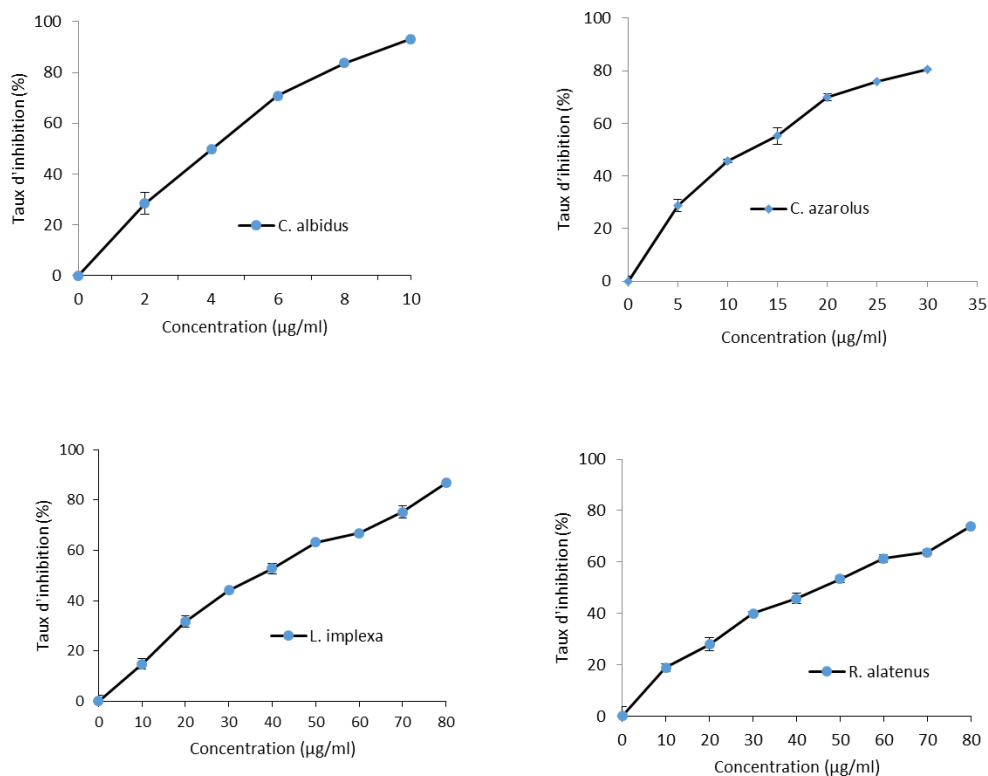 Taux d'inhibition (%)
100
80
60
40
20
0
C. albidus
0 2 4 6 8 10
Concentration (µg/ml)
Taux d'ihibition (%)
100
80
60
40
20
0
C. azarolus
0 5 10 15 20 25 30 35
Concentration (µg/ml)
Taux d'inhibition (%)
100
80
60
40
20
0
L. implexa
0 10 20 30 40 50 60 70 80
Concentration (µg/ml)
Taux d'inhibition (%)
100
80
60
40
20
0
R. alatenus
0 10 20 30 40 50 60 70 80
Concentration (µg/ml)